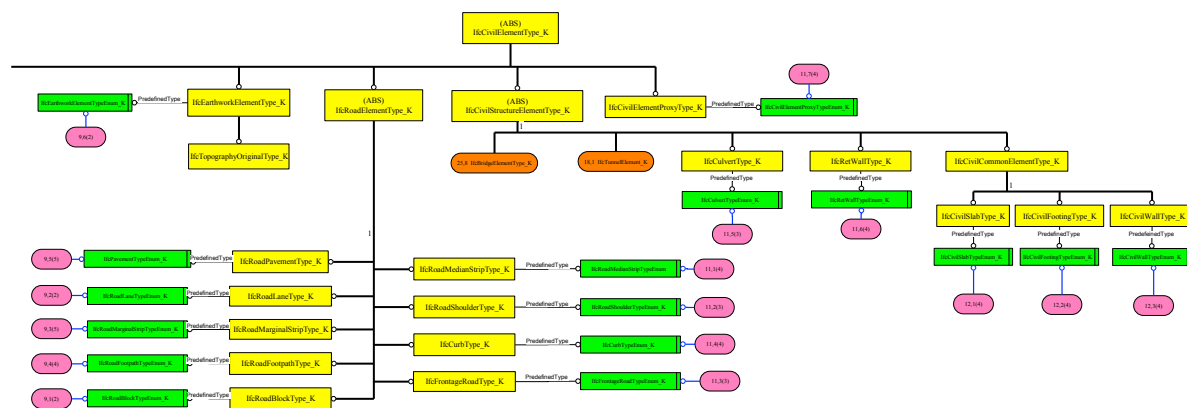 (ABS)
IfcCivilElementType_K
11,7(4)
IfcEarthworkElementTypeEnum_K
PredefinedType
IfcEarthworkElementType_K
(ABS)
IfcRoadElementType_K
(ABS)
IfcCivilStructureElementType_K
IfcCivilElementProxyType_K
PredefinedType
IfcCivilElementProxyTypeEnum_K
9,6(2)
1
IfcTopographyOriginalType_K
25,8 IfcBridgeElementType_K
18,1 IfcTunnelElement_K
IfcCulvertType_K
IfcRetWallType_K
IfcCivilCommonElementType_K
PredefinedType
PredefinedType
1
IfcCulvertTypeEnum_K
IfcRetWallTypeEnum_K
IfcCivilSlabType_K
IfcCivilFootingType_K
IfcCivilWallType_K
11,5(3)
11,6(4)
PredefinedType
PredefinedType
PredefeinedType
1
IfcCivilSlabTypeEnum_K
IfcCivilFootingTypeEnum_K
IfcCivilWallTypeEnum_K
9,5(5)
IfcPavementTypeEnum_K
PredefinedType
IfcRoadPavementType_K
IfcRoadMedianStripType_K
PredefinedType
IfcRoadMedianStripTypeEnum
11,1(4)
9,2(2)
IfcRoadLaneTypeEnum_K
PredefinedType
IfcRoadLaneType_K
IfcRoadShoulderType_K
PredefinedType
IfcRoadShoulderTypeEnum_K
11,2(3)
12,1(4)
12,2(4)
12,3(4)
9,3(5)
IfcRoadMarginalStripTypeEnum_K
PredefinedType
IfcRoadMarginalStripType_K
IfcCurbType_K
PredefinedType
IfcCurbTypeEnum_K
11,4(4)
9,4(4)
IfcRoadFootpathTypeEnum_K
PredefinedType
IfcRoadFootpathType_K
IfcFrontageRoadType_K
PredefinedType
IfcFrontageRoadTypeEnum_K
11,3(3)
9,1(2)
IfcRoadBlockTypeEnum_K
PredefinedType
IfcRoadBlockType_K